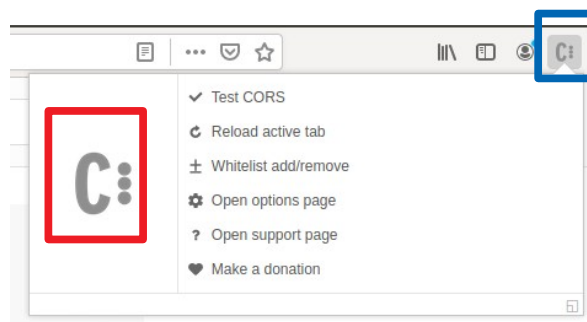 C:
Test CORS
Reload active tab
Whitelist add/remove
C:
Open options page
? Open support page
Make a donation